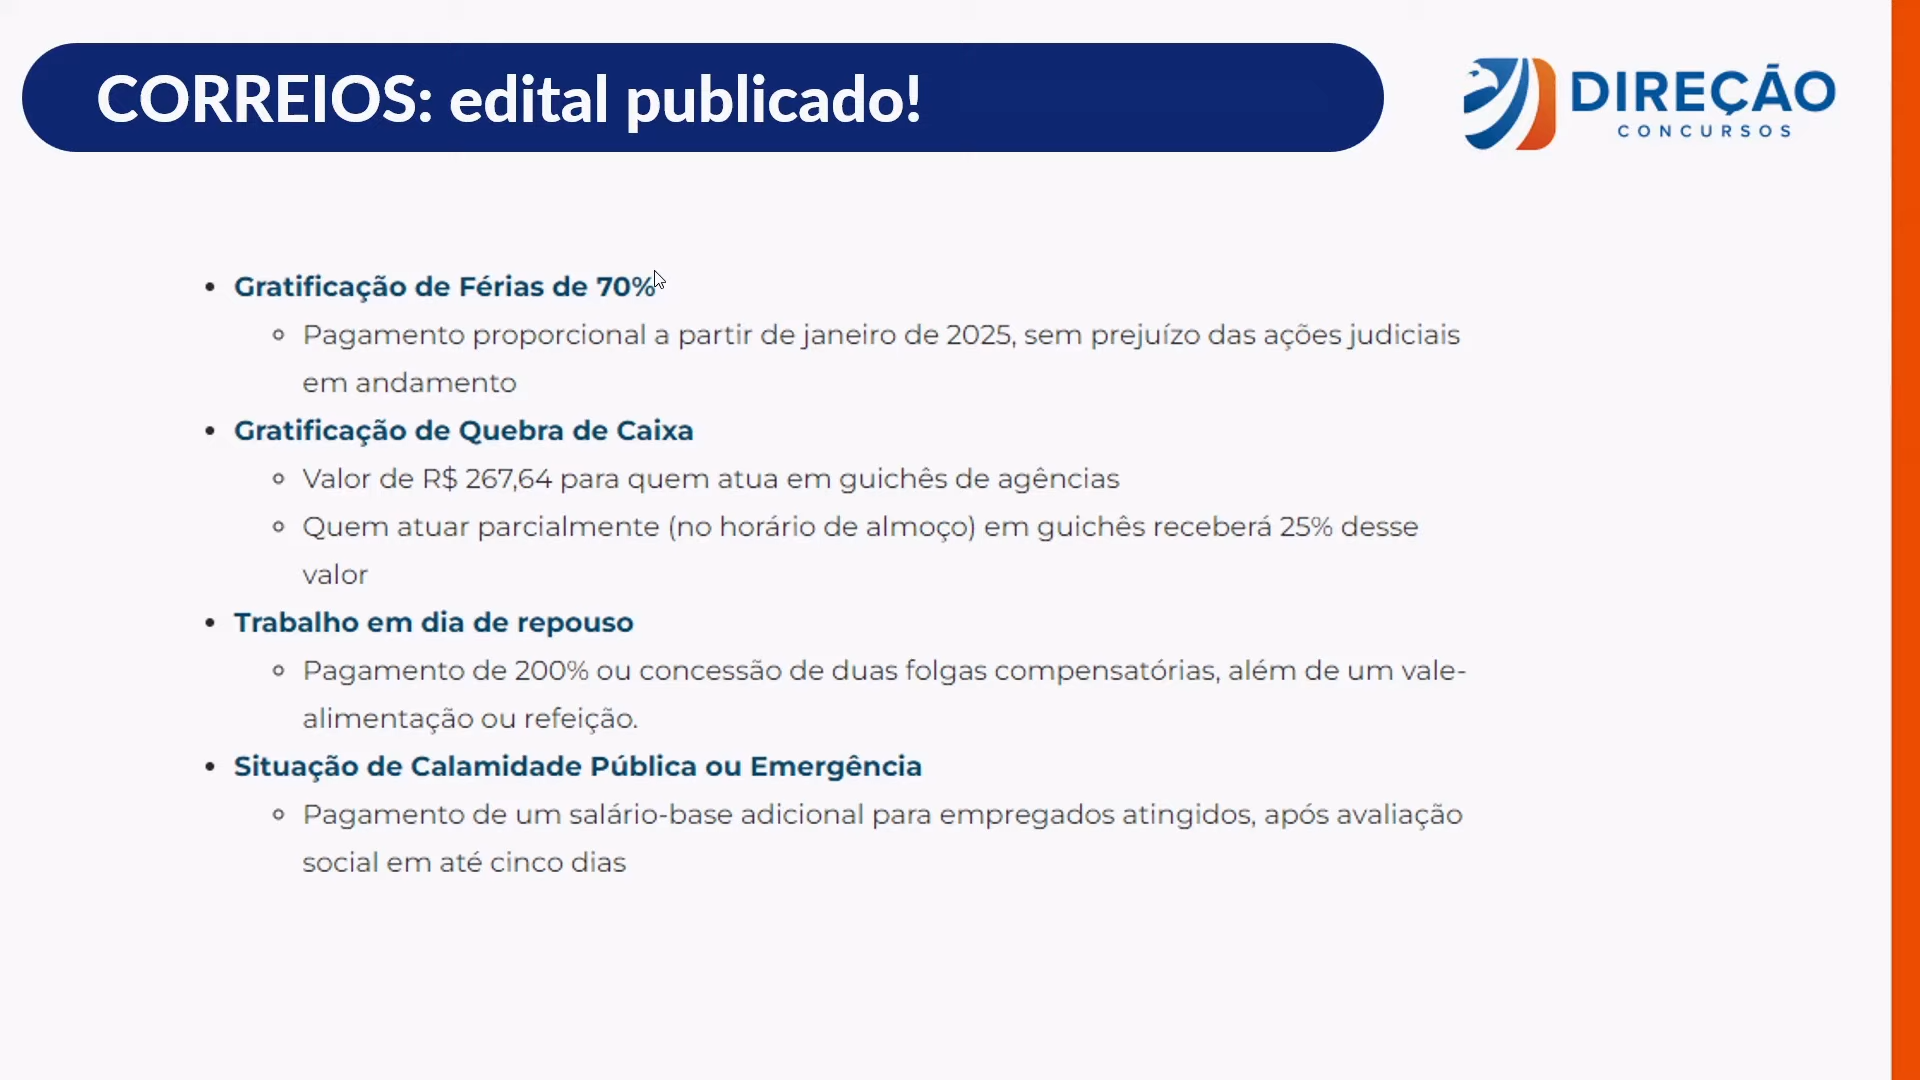 CORREIOS: edital publicado!
DIREÇÃO
CONCURSOS
• Gratificação de Férias de 70%
◦ Pagamento proporcional a partir de janeiro de 2025, sem prejuízo das ações judiciais
em andamento
• Gratificação de Quebra de Caixa
◦ Valor de R$ 267,64 para quem atua em guichês de agências
◦ Quem atuar parcialmente (no horário de almoço) em guichês receberá 25% desse
valor
• Trabalho em dia de repouso
◦ Pagamento de 200% ou concessão de duas folgas compensatórias, além de um vale-
alimentação ou refeição.
• Situação de Calamidade Pública ou Emergência
◦ Pagamento de um salário-base adicional para empregados atingidos, após avaliação
social em até cinco dias